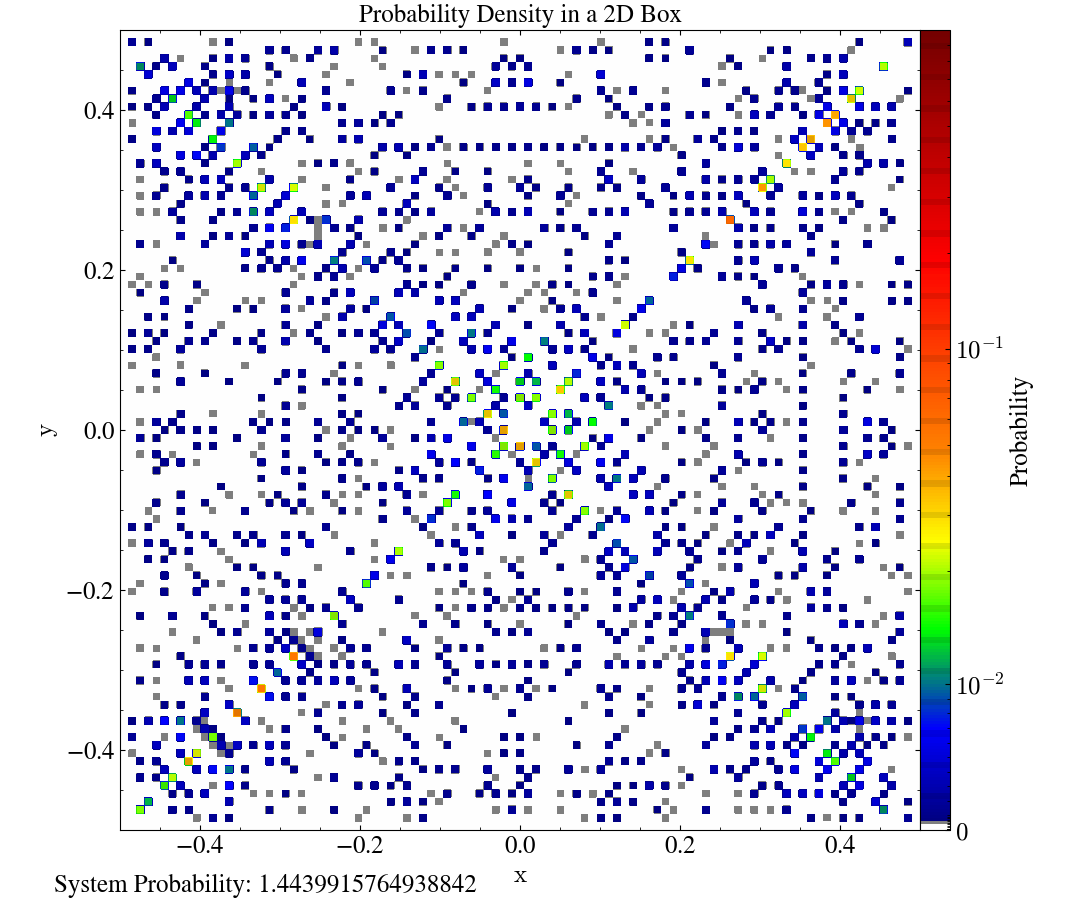 Probability Density in a 2D Box
0.4
0.2
0.0
−0.2
−0.4
y
−0.4 −0.2 0.0 0.2 0.4
x
10⁻¹
10⁻²
0
Probability
System Probability: 1.4439915764938842